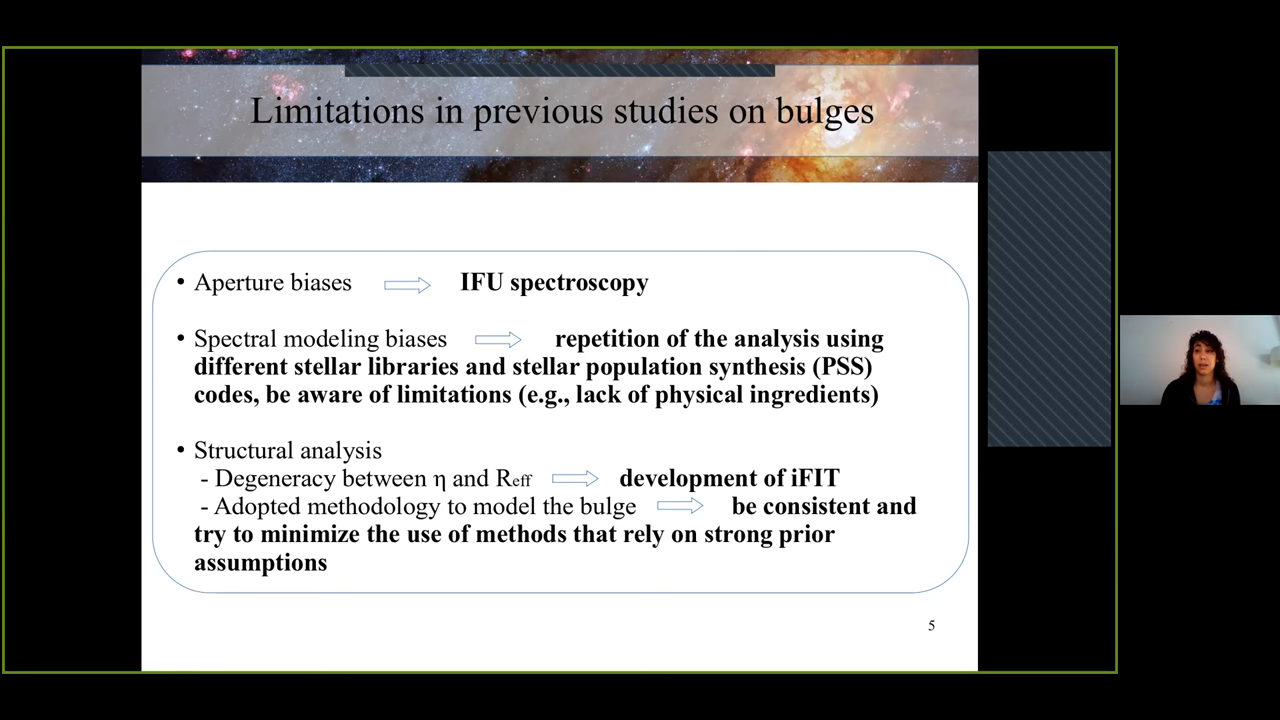 Limitations in previous studies on bulges
• Aperture biases ⇨ IFU spectroscopy
• Spectral modeling biases ⇨ repetition of the analysis using
different stellar libraries and stellar population synthesis (PSS)
codes, be aware of limitations (e.g., lack of physical ingredients)
• Structural analysis
- Degeneracy between η and Reff ⇨ development of iFIT
- Adopted methodology to model the bulge ⇨ be consistent and
try to minimize the use of methods that rely on strong prior
assumptions
5